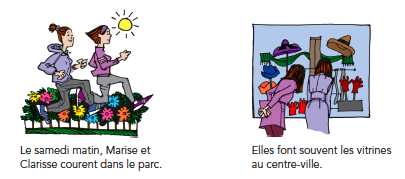 Le samedi matin, Marise et
Clarisse courent dans le parc.
Elles font souvent les vitrines
au centre-ville.